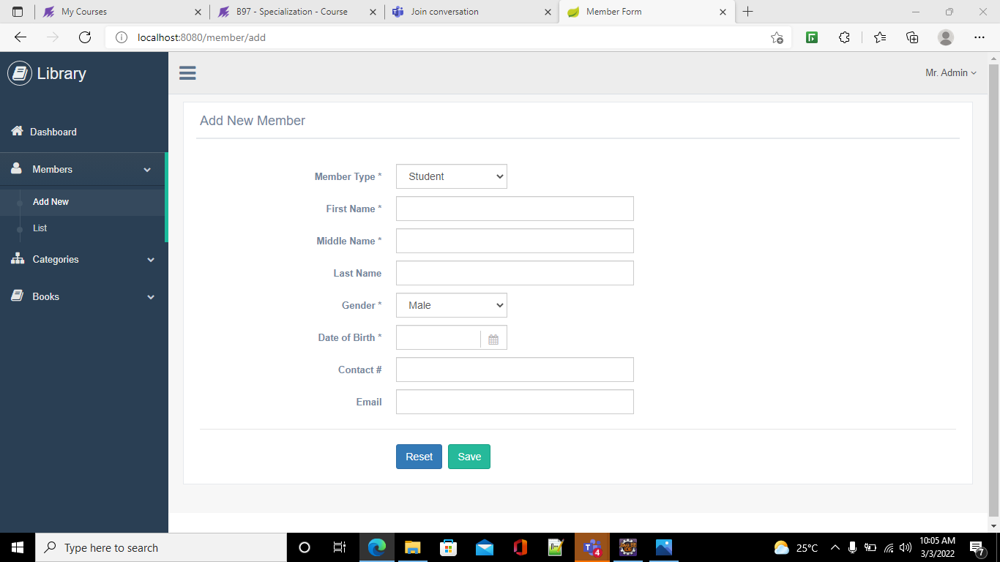 My Courses
B97 - Specialization - Course
Join conversation
Member Form
localhost:8080/member/add
Library
Mr. Admin
Dashboard
Members
Add New
List
Categories
Books
Add New Member
Member Type *
Student
First Name *
Middle Name *
Last Name
Gender *
Male
Date of Birth *
Contact #
Email
Reset
Save
Type here to search
4
25°C
10:05 AM
3/3/2022
7